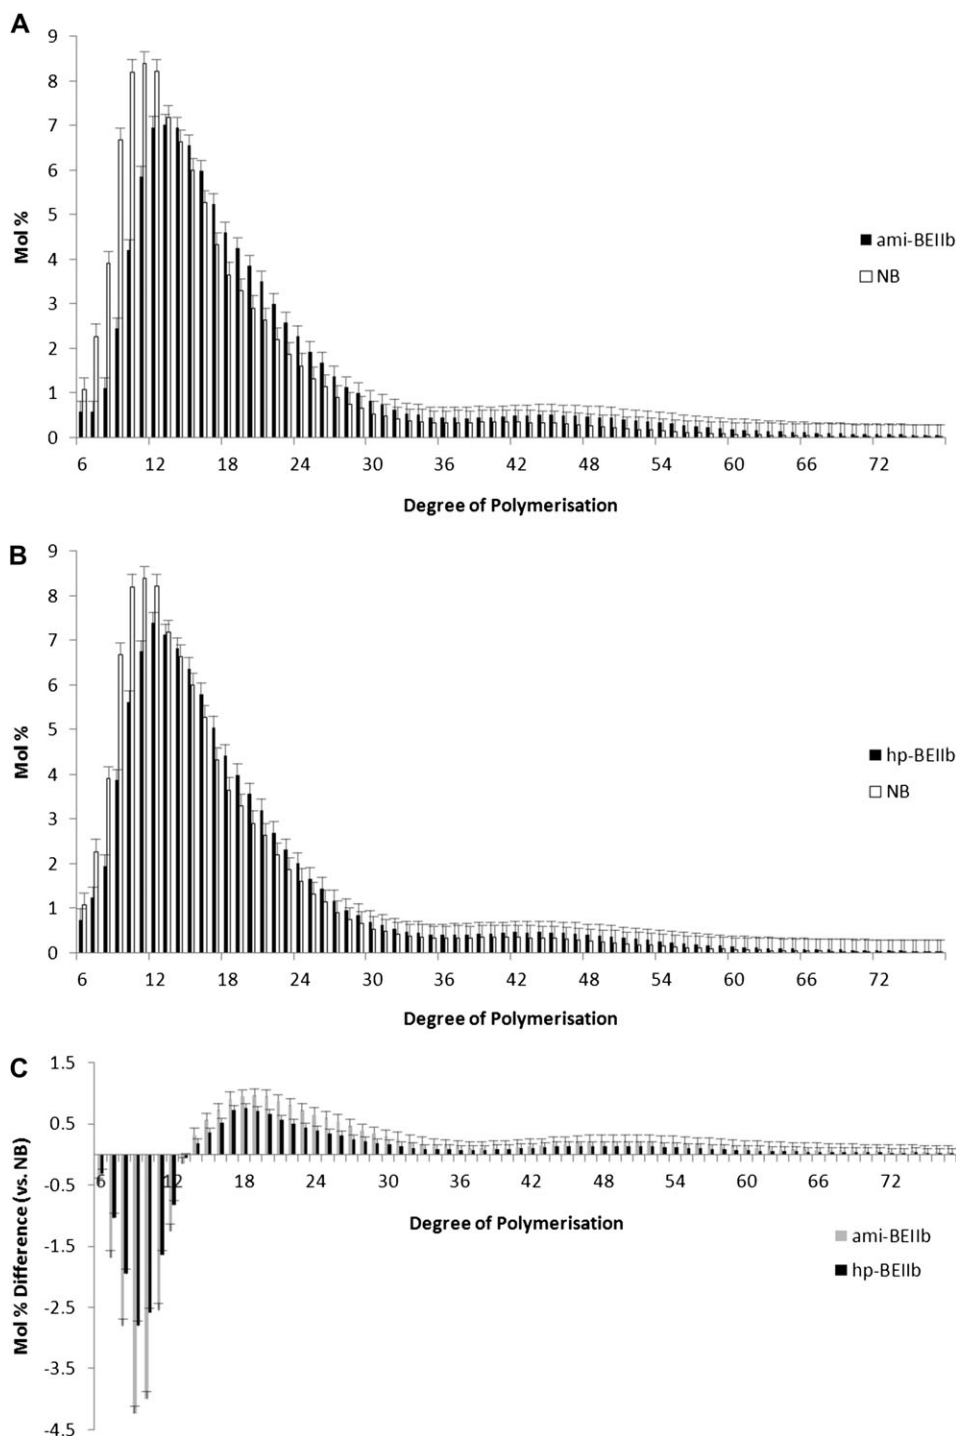 A
9
8
7
6
5
4
3
2
1
0
Mol %
6 12 18 24 30 36 42 48 54 60 66 72
Degree of Polymerisation
ami-BEIIb
NB
B
9
8
7
6
5
4
3
2
1
0
Mol %
6 12 18 24 30 36 42 48 54 60 66 72
Degree of Polymerisation
hp-BEIIb
NB
C
1.5
0.5
-0.5
-1.5
-2.5
-3.5
-4.5
Mol % Difference (vs. NB)
6 12 18 24 30 36 42 48 54 60 66 72
Degree of Polymerisation
ami-BEIIb
hp-BEIIb